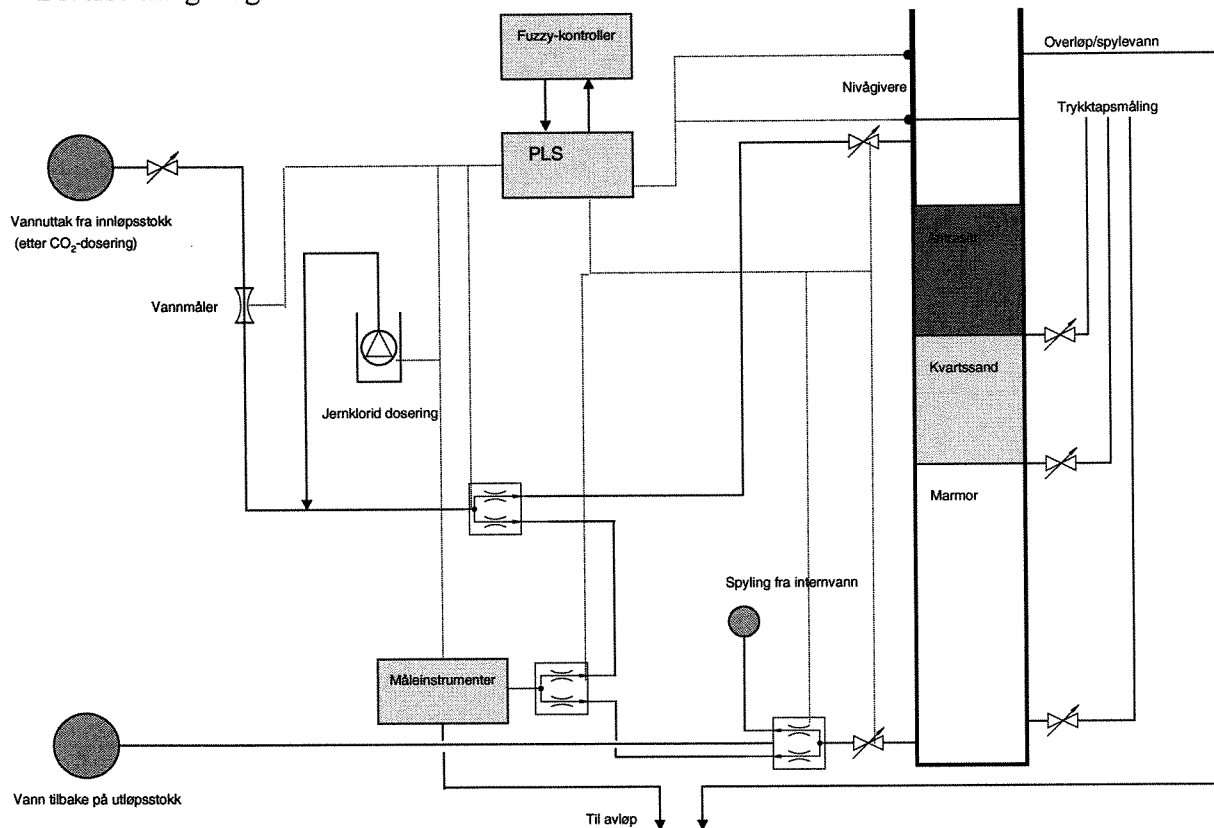 Fuzzy-kontroller
Overløp/spylevann
Nivågivere
Trykktapsmåling
PLS
Vannuttak fra innløpsstokk
(etter CO₂-dosering)
Vannmåler
Kvartssand
Jernklorid dosering
Marmor
Spyling fra internvann
Måleinstrumenter
Vann tilbake på utløpsstokk
Til avløp